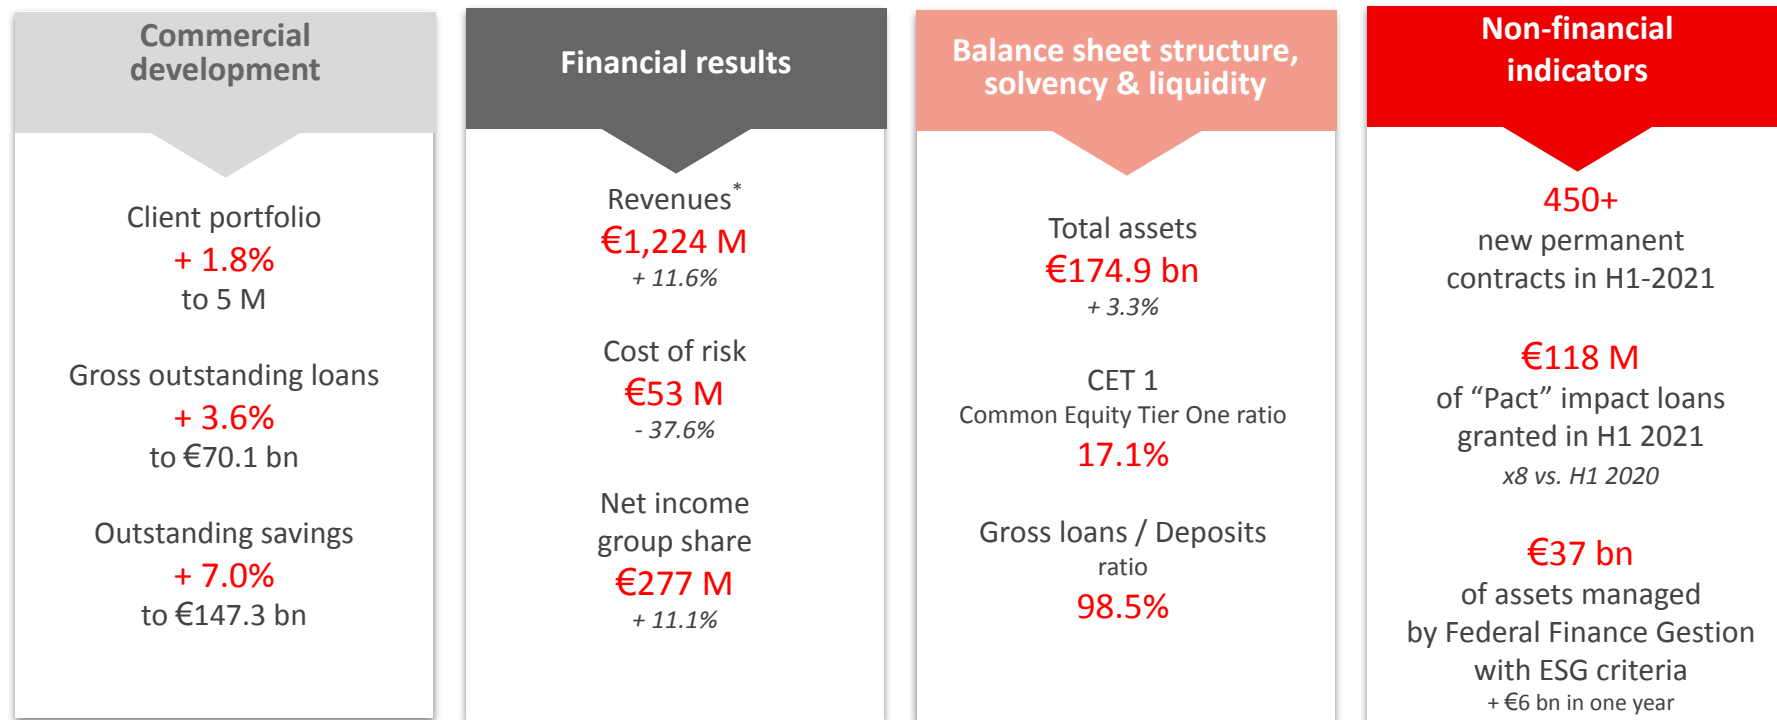 Commercial
development
Client portfolio
+ 1.8%
to 5 M
Gross outstanding loans
+ 3.6%
to €70.1 bn
Outstanding savings
+ 7.0%
to €147.3 bn
Financial results
Revenues*
€1,224 M
+ 11.6%
Cost of risk
€53 M
- 37.6%
Net income
group share
€277 M
+ 11.1%
Balance sheet structure,
solvency & liquidity
Total assets
€174.9 bn
+ 3.3%
CET 1
Common Equity Tier One ratio
17.1%
Gross loans / Deposits
ratio
98.5%
Non-financial
indicators
450+
new permanent
contracts in H1-2021
€118 M
of “Pact” impact loans
granted in H1 2021
x8 vs. H1 2020
€37 bn
of assets managed
by Federal Finance Gestion
with ESG criteria
+ €6 bn in one year